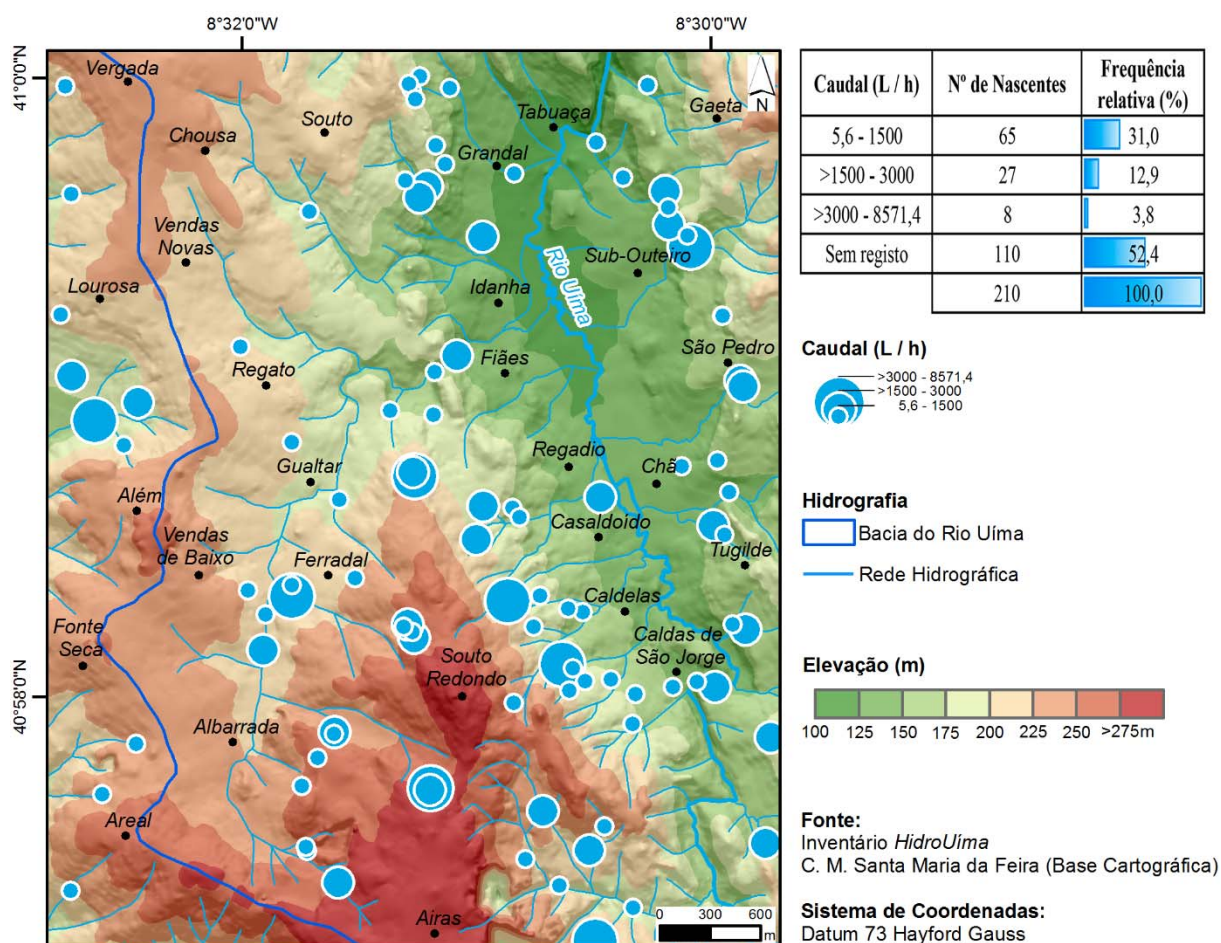 8°32'0"W
8°30'0"W
41°0'0"N
40°58'0"N
Vergada
Chousa
Souto
Tabuaça
Gaeta
Grandal
Vendas
Novas
Sub-Outeiro
Rio Uíma
Lourosa
Idanha
Regato
Fiães
São Pedro
Gualtar
Regadio
Chã
Além
Casaldoído
Vendas
de Baixo
Ferradal
Tugilde
Caldelas
Fonte
Seca
Souto
Redondo
Caldas de
São Jorge
Albarrada
Areal
Airas
N
0 300 600
m
Caudal (L / h) Nº de Nascentes Frequência relativa (%)
5,6 - 1500 65 31,0
>1500 - 3000 27 12,9
>3000 - 8571,4 8 3,8
Sem registo 110 52,4
210 100,0
Caudal (L / h)
>3000 - 8571,4
>1500 - 3000
5,6 - 1500
Hidrografia
Bacia do Rio Uíma
Rede Hidrográfica
Elevação (m)
100 125 150 175 200 225 250 >275m
Fonte:
Inventário HidroUíma
C. M. Santa Maria da Feira (Base Cartográfica)
Sistema de Coordenadas:
Datum 73 Hayford Gauss